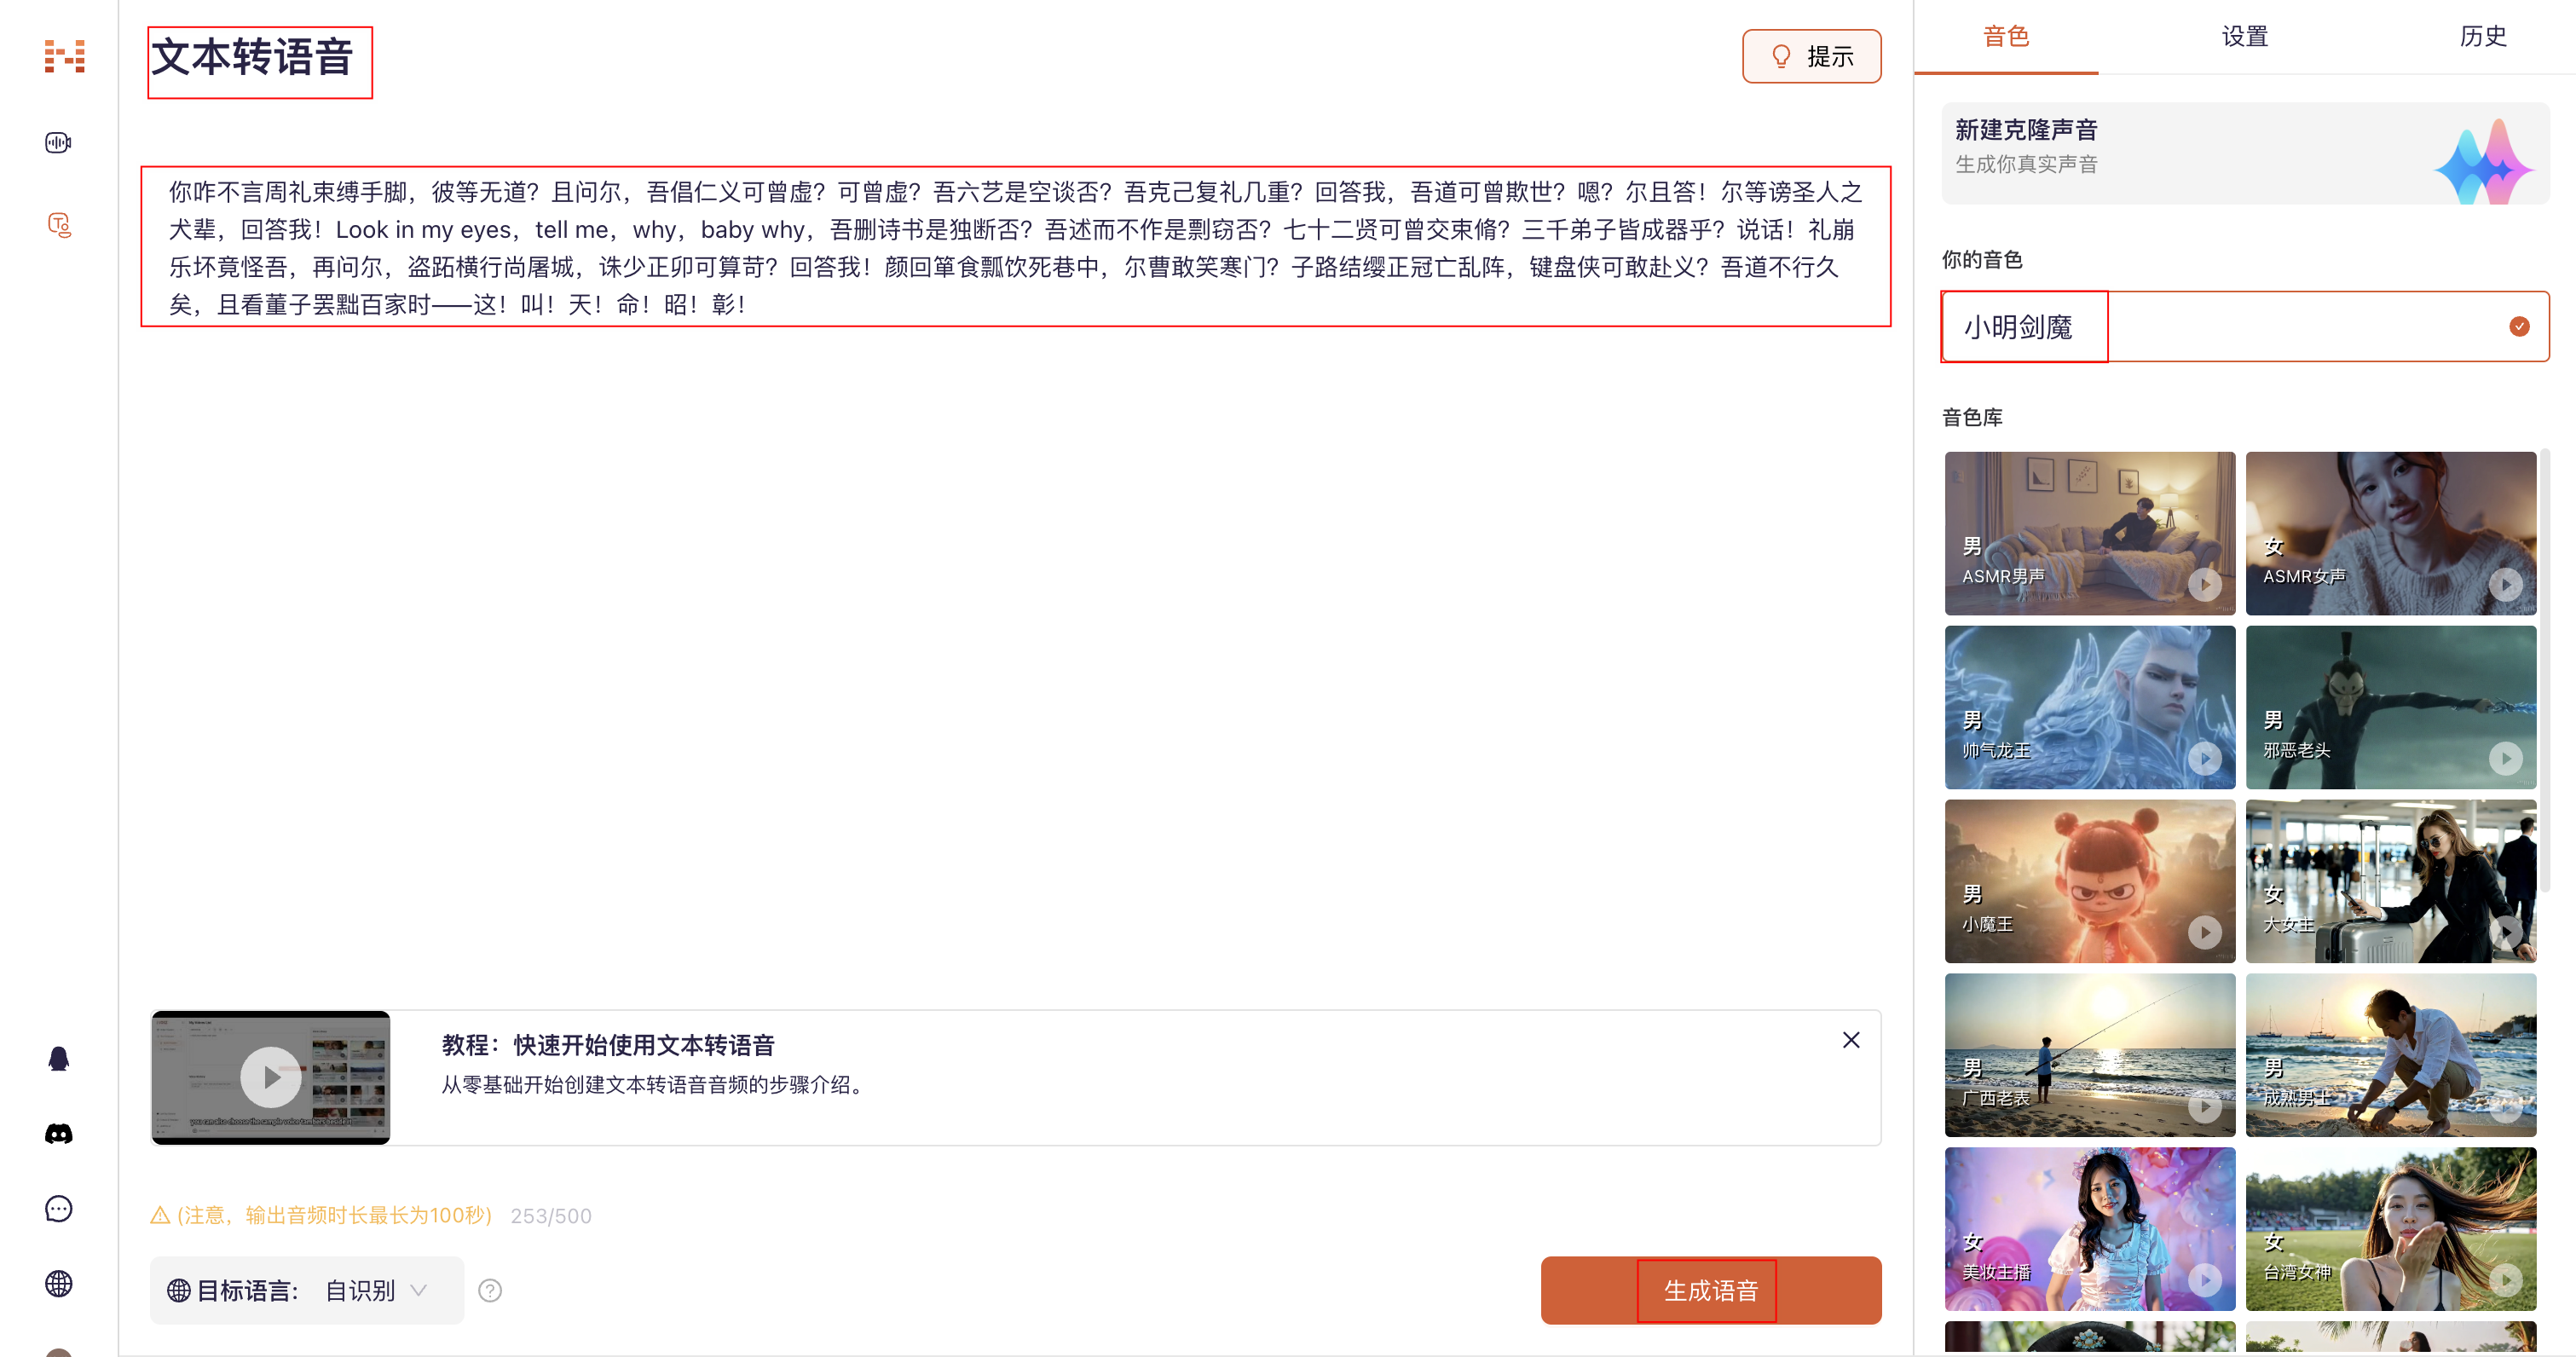 文本转语音
提示
你咋不言周礼束缚手脚，彼等无道？且问尔，吾倡仁义可曾虚？可曾虚？吾六艺是空谈否？吾克己复礼几重？回答我，吾道可曾欺世？嗯？尔且答！尔等谤圣人之
犬辈，回答我！Look in my eyes，tell me，why，baby why，吾删诗书是独断否？吾述而不作是剽窃否？七十二贤可曾交束脩？三千弟子皆成器乎？说话！礼崩
乐坏竟怪吾，再问尔，盗跖横行尚屠城，诛少正卯可算苛？回答我！颜回箪食瓢饮死巷中，尔曹敢笑寒门？子路结缨正冠亡乱阵，键盘侠可敢赴义？吾道不行久
矣，且看董子罢黜百家时——这！叫！天！命！昭！彰！
教程：快速开始使用文本转语音
从零基础开始创建文本转语音音频的步骤介绍。
you can also choose the sample voice
(注意，输出音频时长最长为100秒) 253/500
目标语言: 自识别
生成语音
音色 设置 历史
新建克隆声音
生成你真实声音
你的音色
小明剑魔
音色库
男
ASMR男声
女
ASMR女声
男
帅气龙王
男
邪恶老头
男
小魔王
女
大女主
男
广西老表
男
成熟男士
女
美妆主播
女
台湾女神